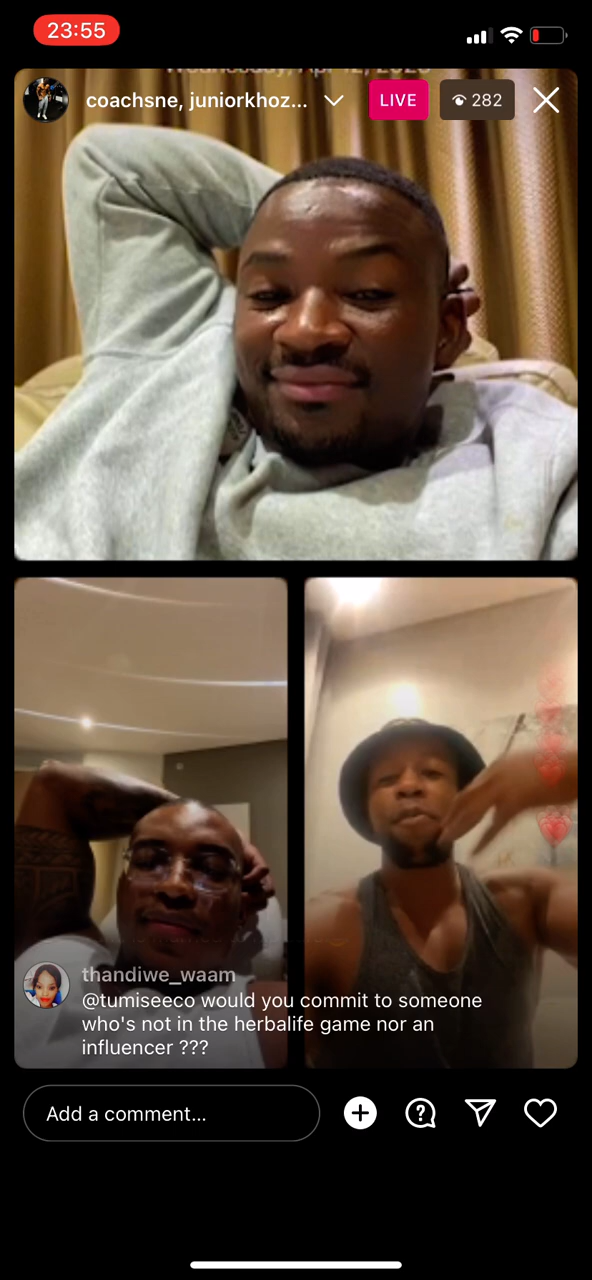 23:55
coachsne, juniorkhoz...
LIVE
282
thandiwe_waam
@tumiseeco would you commit to someone
who's not in the herbalife game nor an
influencer ???
Add a comment...